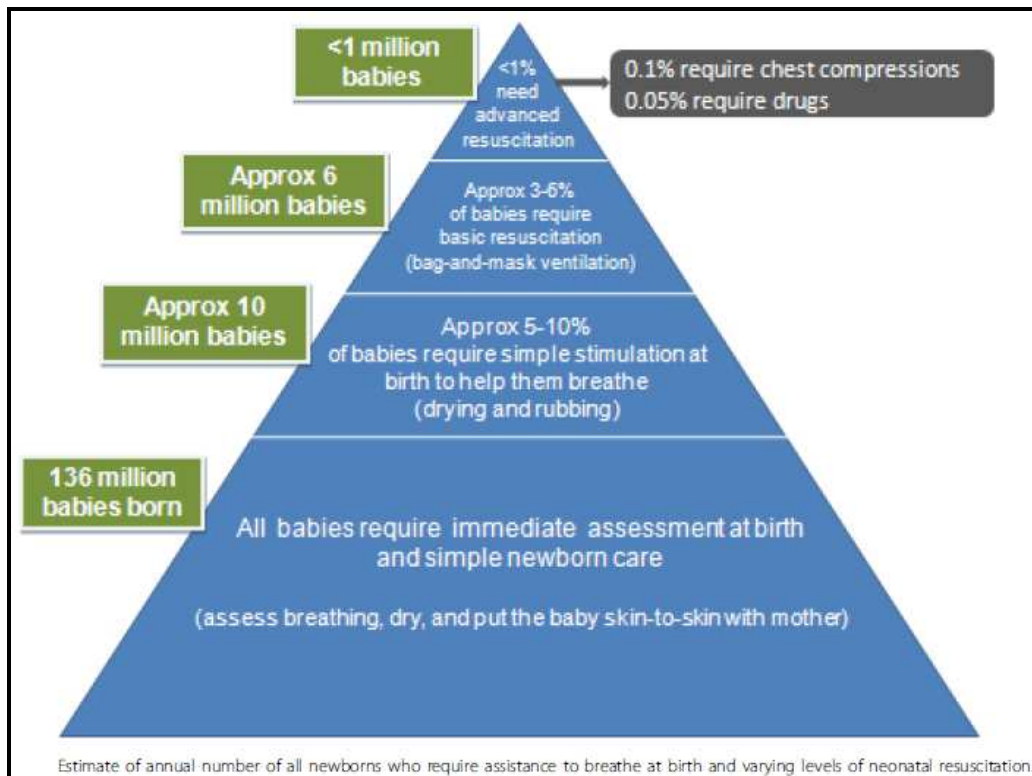 <1 million
babies
<1%
need
advanced
resuscitation
0.1% require chest compressions
0.05% require drugs
Approx 6
million babies
Approx 3-6%
of babies require
basic resuscitation
(bag-and-mask ventilation)
Approx 10
million babies
Approx 5-10%
of babies require simple stimulation at
birth to help them breathe
(drying and rubbing)
136 million
babies born
All babies require immediate assessment at birth
and simple newborn care
(assess breathing, dry, and put the baby skin-to-skin with mother)
Estimate of annual number of all newborns who require assistance to breathe at birth and varying levels of neonatal resuscitation